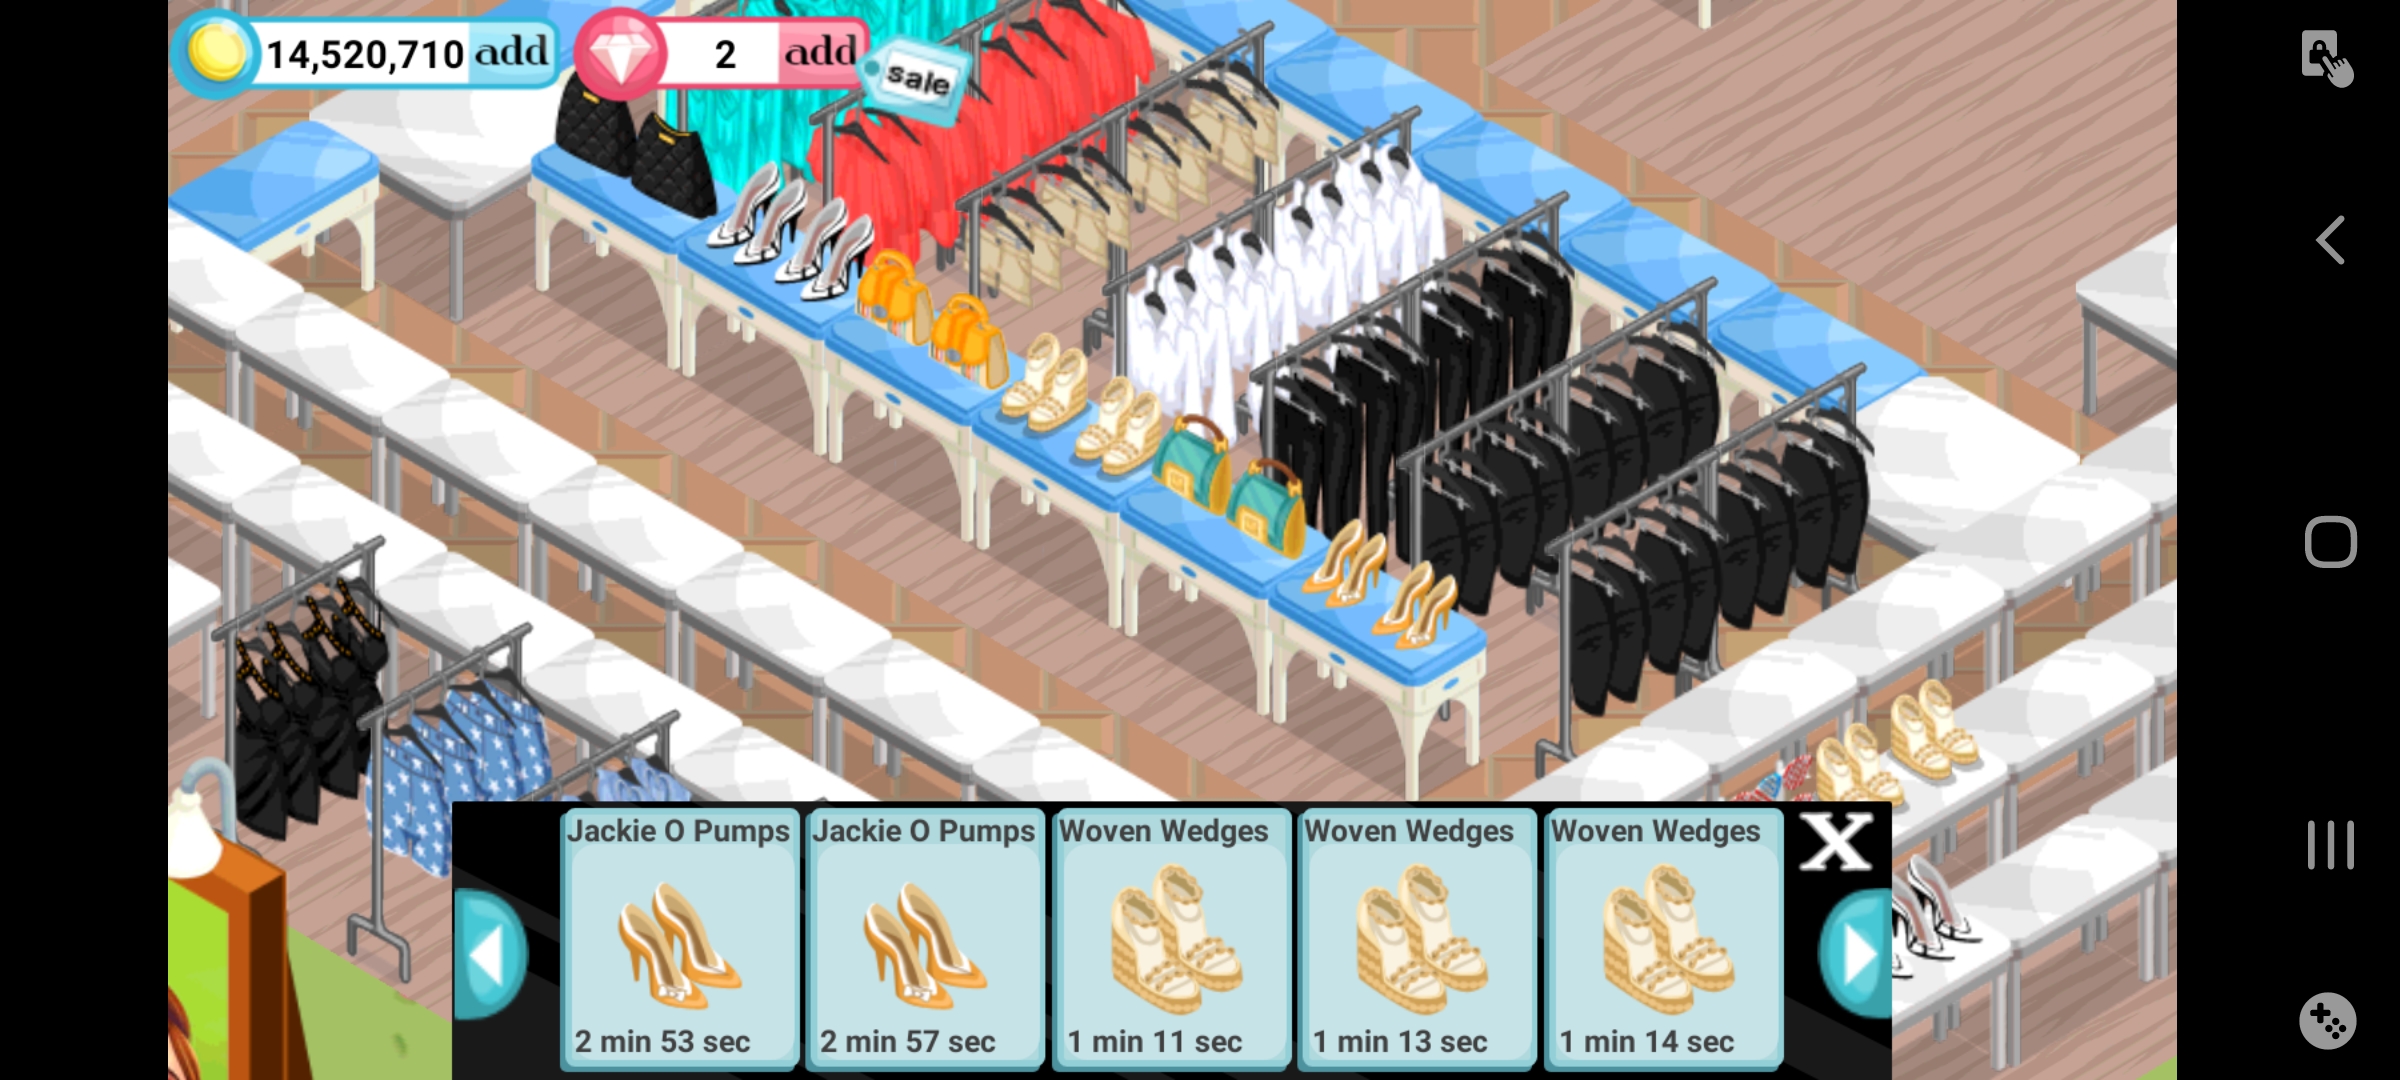 14,520,710 add
2 add
sale
Jackie O Pumps
2 min 53 sec
Jackie O Pumps
2 min 57 sec
Woven Wedges
1 min 11 sec
Woven Wedges
1 min 13 sec
Woven Wedges
1 min 14 sec
X